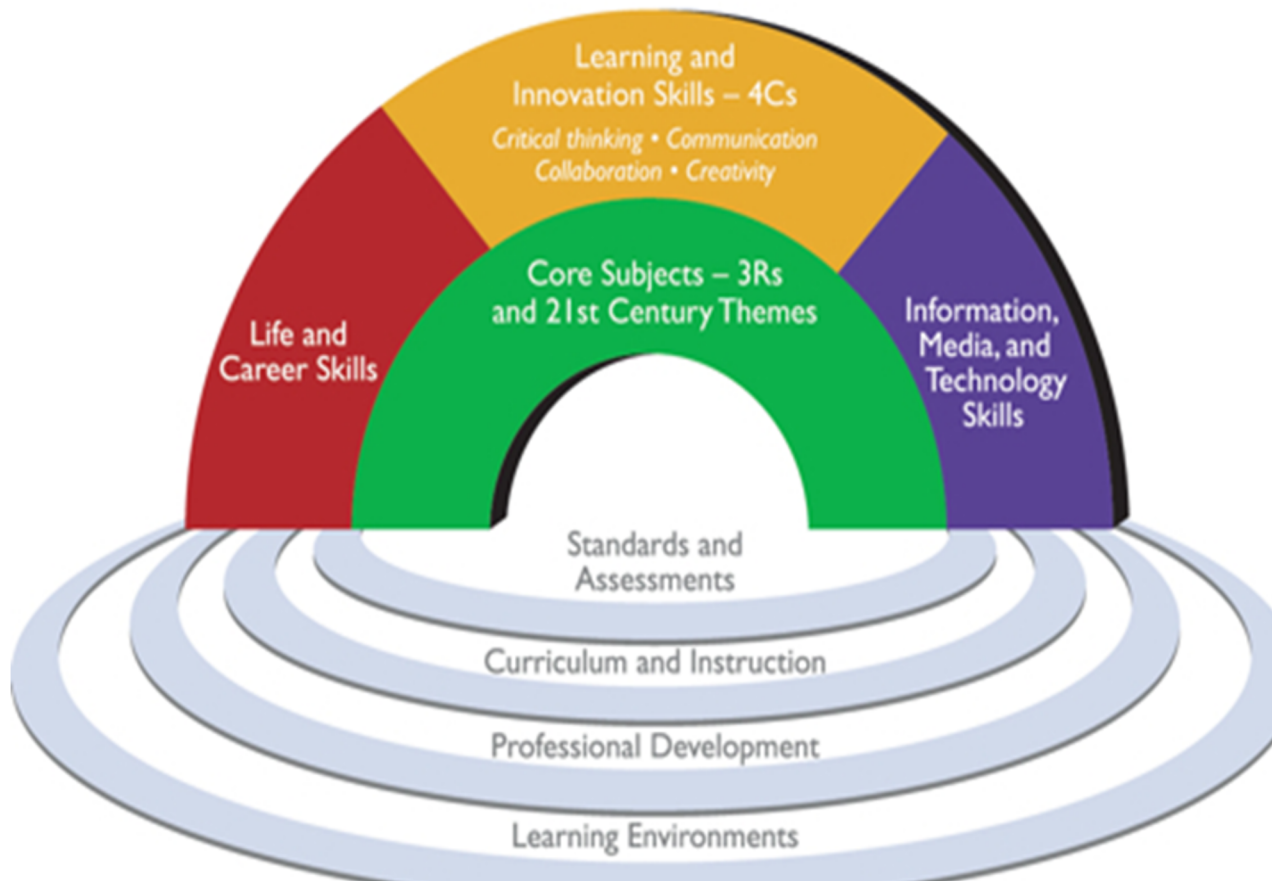 Learning and
Innovation Skills – 4Cs
Critical thinking • Communication
Collaboration • Creativity
Core Subjects – 3Rs
and 21st Century Themes
Life and
Career Skills
Information,
Media, and
Technology
Skills
Standards and
Assessments
Curriculum and Instruction
Professional Development
Learning Environments